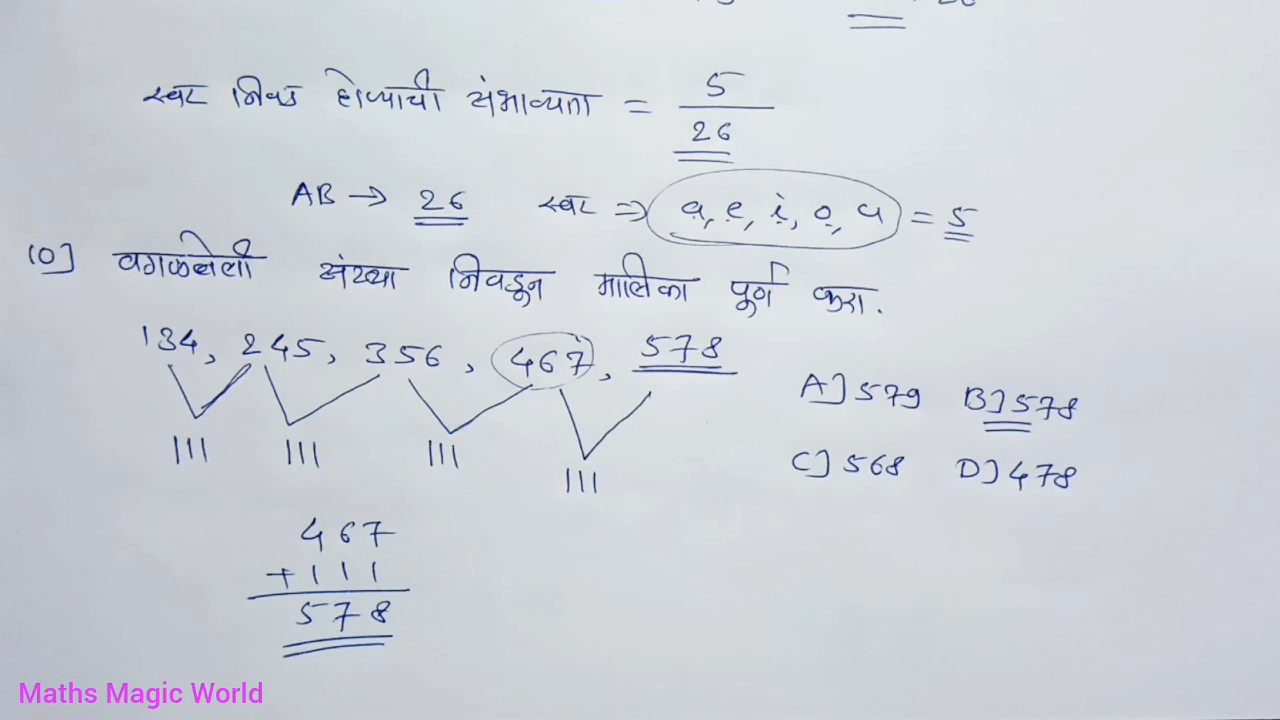 स्वर निवड होण्याची संभाव्यता = 5/26
AB → 26 स्वर ⇒ a, e, i, o, u = 5
10] वगळलेली संख्या निवडून मालिका पूर्ण करा.
134, 245, 356, 467, 578
A] 579 B] 578
111 111 111 111
C] 568 D] 478
467
+111
578
Maths Magic World